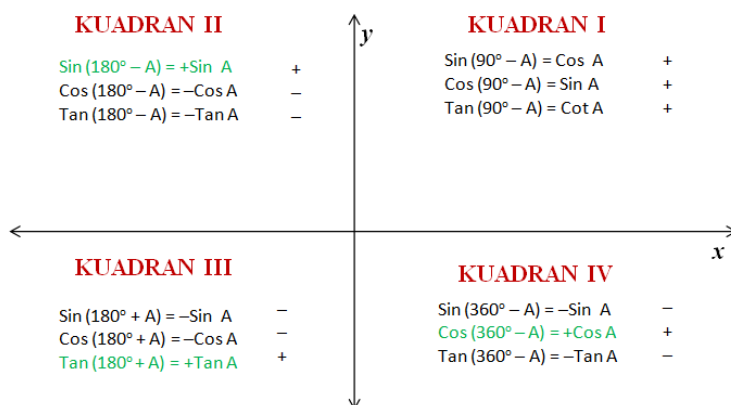 KUADRAN II
Sin (180° – A) = +Sin A +
Cos (180° – A) = –Cos A –
Tan (180° – A) = –Tan A –
y
KUADRAN I
Sin (90° – A) = Cos A +
Cos (90° – A) = Sin A +
Tan (90° – A) = Cot A +
x
KUADRAN III
Sin (180° + A) = –Sin A –
Cos (180° + A) = –Cos A –
Tan (180° + A) = +Tan A +
KUADRAN IV
Sin (360° – A) = –Sin A –
Cos (360° – A) = +Cos A +
Tan (360° – A) = –Tan A –